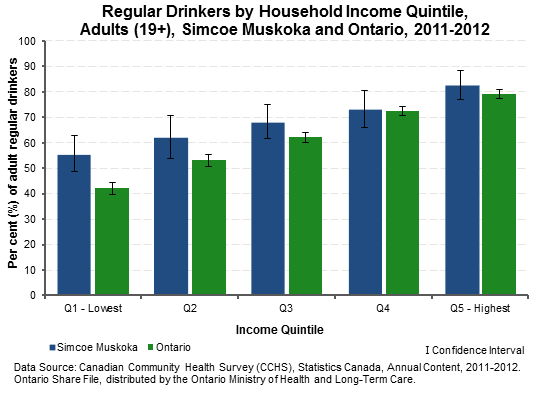 Regular Drinkers by Household Income Quintile,
Adults (19+), Simcoe Muskoka and Ontario, 2011-2012
Per cent (%) of adult regular drinkers
100
90
80
70
60
50
40
30
20
10
0
Q1 - Lowest Q2 Q3 Q4 Q5 - Highest
Income Quintile
Simcoe Muskoka Ontario
I Confidence Interval
Data Source: Canadian Community Health Survey (CCHS), Statistics Canada, Annual Content, 2011-2012.
Ontario Share File, distributed by the Ontario Ministry of Health and Long-Term Care.